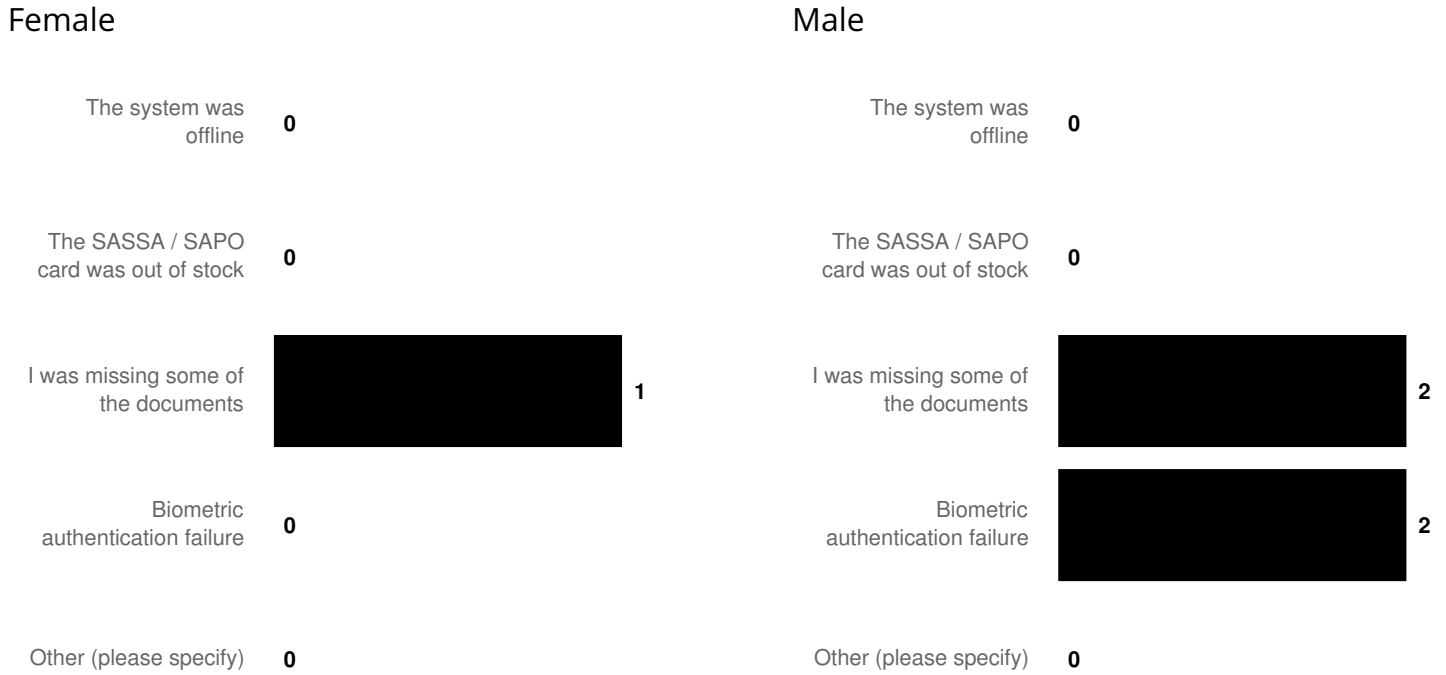 Female
The system was
offline
0
The SASSA / SAPO
card was out of stock
0
I was missing some of
the documents
1
Biometric
authentication failure
0
Other (please specify)
0
Male
The system was
offline
0
The SASSA / SAPO
card was out of stock
0
I was missing some of
the documents
2
Biometric
authentication failure
2
Other (please specify)
0